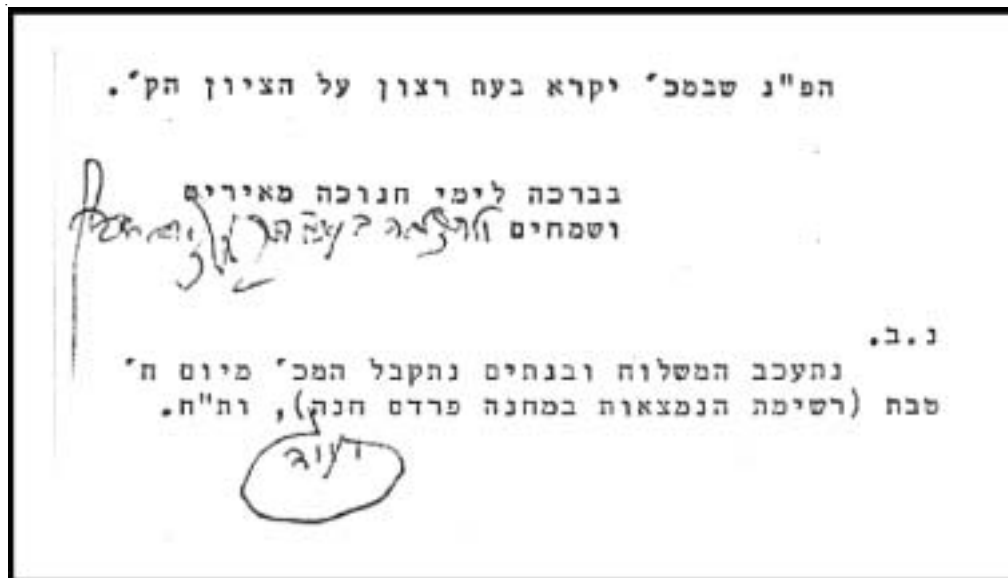 הפ"נ שבמכ' יקרא בעת רצון על הציון הק'.
בברכה לימי חנוכה מאירים
ושמחים
נ.ב.
נתעכב המשלוח ובנתים נתקבל המכ' מיום ח'
טבת (רשימת הנמצאות במחנה פרדס חנה), ות"ח.
ועוד